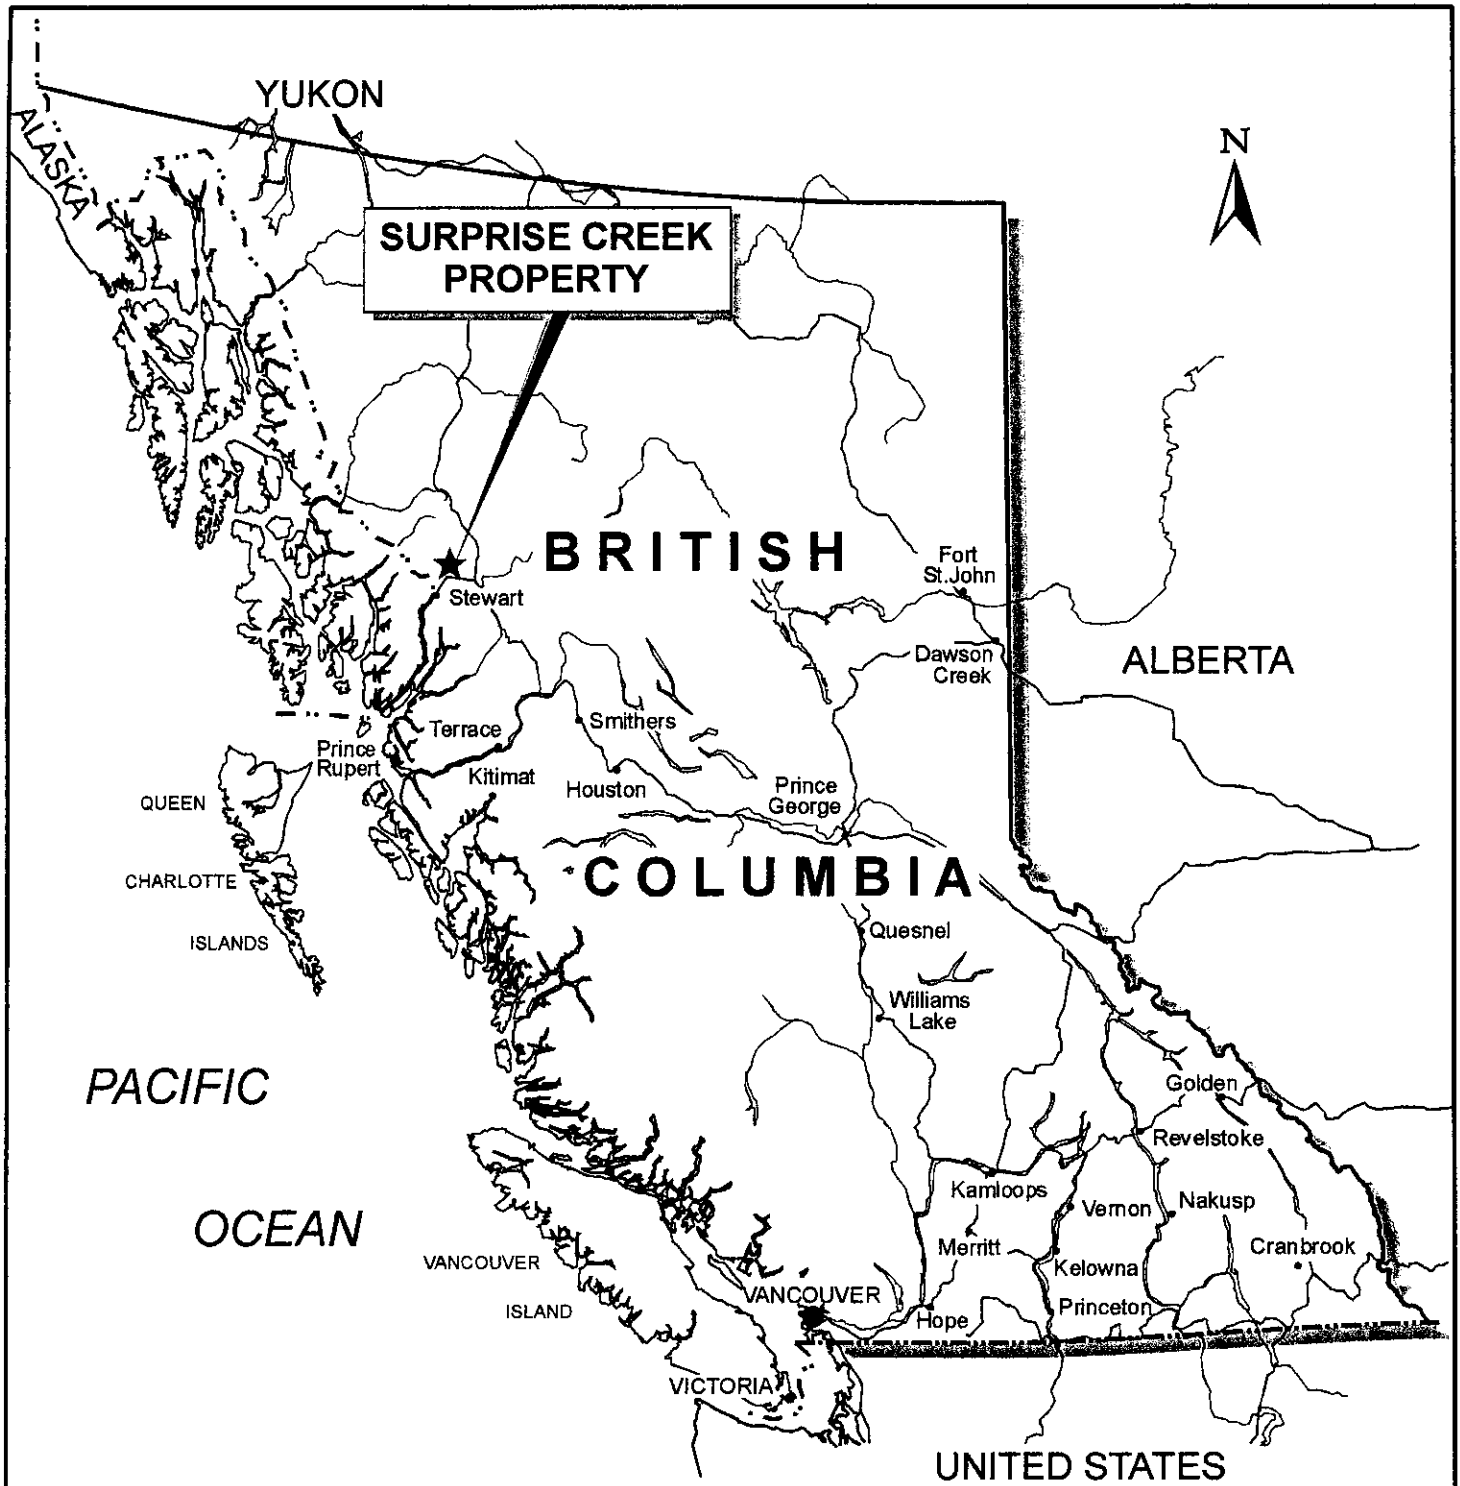 YUKON
ALASKA
N
SURPRISE CREEK
PROPERTY
BRITISH
Fort
St.John
Stewart
Dawson
Creek
ALBERTA
Terrace
Smithers
Prince
Rupert
Kitimat
Houston
Prince
George
QUEEN
CHARLOTTE
ISLANDS
COLUMBIA
Quesnel
Williams
Lake
PACIFIC
OCEAN
Golden
Revelstoke
Kamloops
Vernon
Nakusp
Merritt
Kelowna
Cranbrook
VANCOUVER
ISLAND
VANCOUVER
Hope
Princeton
VICTORIA
UNITED STATES